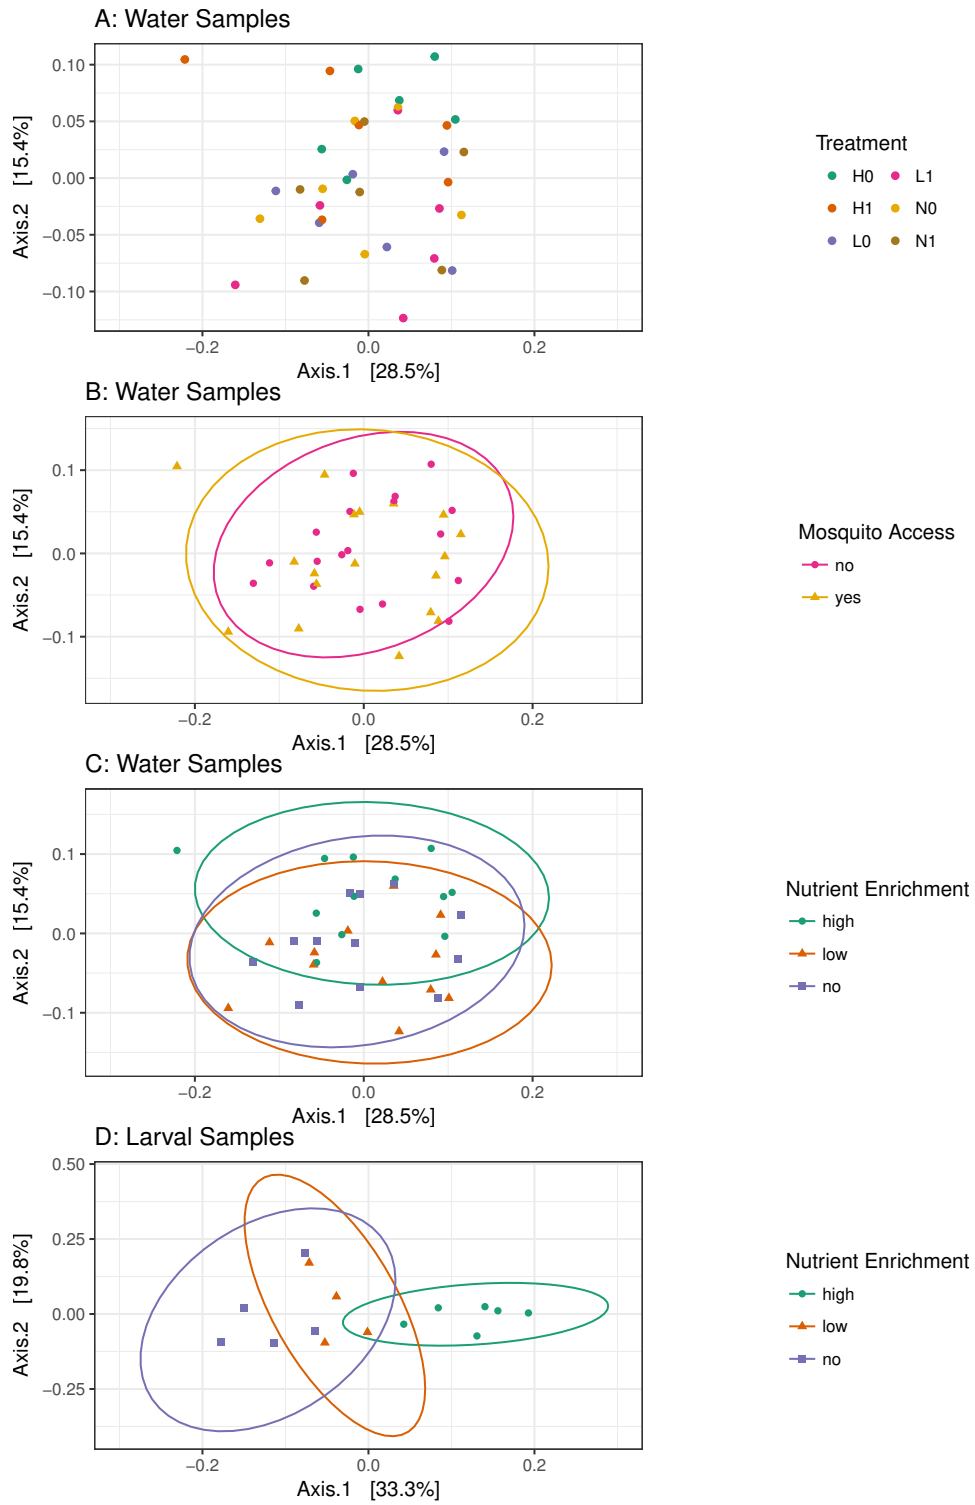 A: Water Samples
0.10
0.05
0.00
−0.05
−0.10
Axis.2 [15.4%]
−0.2 0.0 0.2
Axis.1 [28.5%]
Treatment
H0 L1
H1 N0
L0 N1
B: Water Samples
0.1
0.0
−0.1
Axis.2 [15.4%]
−0.2 0.0 0.2
Axis.1 [28.5%]
Mosquito Access
no
yes
C: Water Samples
0.1
0.0
−0.1
Axis.2 [15.4%]
−0.2 0.0 0.2
Axis.1 [28.5%]
Nutrient Enrichment
high
low
no
D: Larval Samples
0.50
0.25
0.00
−0.25
Axis.2 [19.8%]
−0.2 0.0 0.2
Axis.1 [33.3%]
Nutrient Enrichment
high
low
no